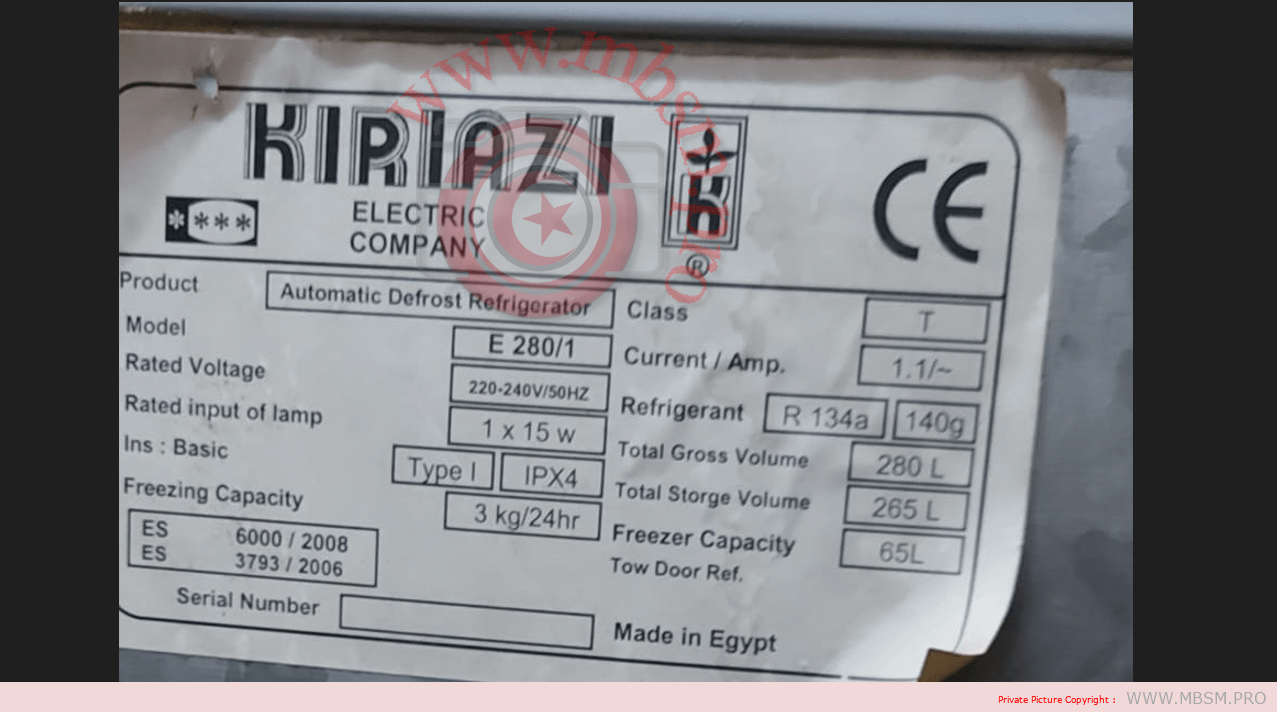 www.mbsm.pro
KIRIAZI
ELECTRIC
COMPANY
K
®
CE
Product
Automatic Defrost Refrigerator
Model
E 280/1
Rated Voltage
220-240V/50HZ
Rated input of lamp
1 x 15 w
Ins : Basic
Type I
IPX4
Freezing Capacity
3 kg/24hr
ES 6000 / 2008
ES 3793 / 2006
Serial Number
Class
T
Current / Amp.
1.1/~
Refrigerant
R 134a
140g
Total Gross Volume
280 L
Total Storge Volume
265 L
Freezer Capacity
65L
Tow Door Ref.
Made in Egypt
Private Picture Copyright : WWW.MBSM.PRO